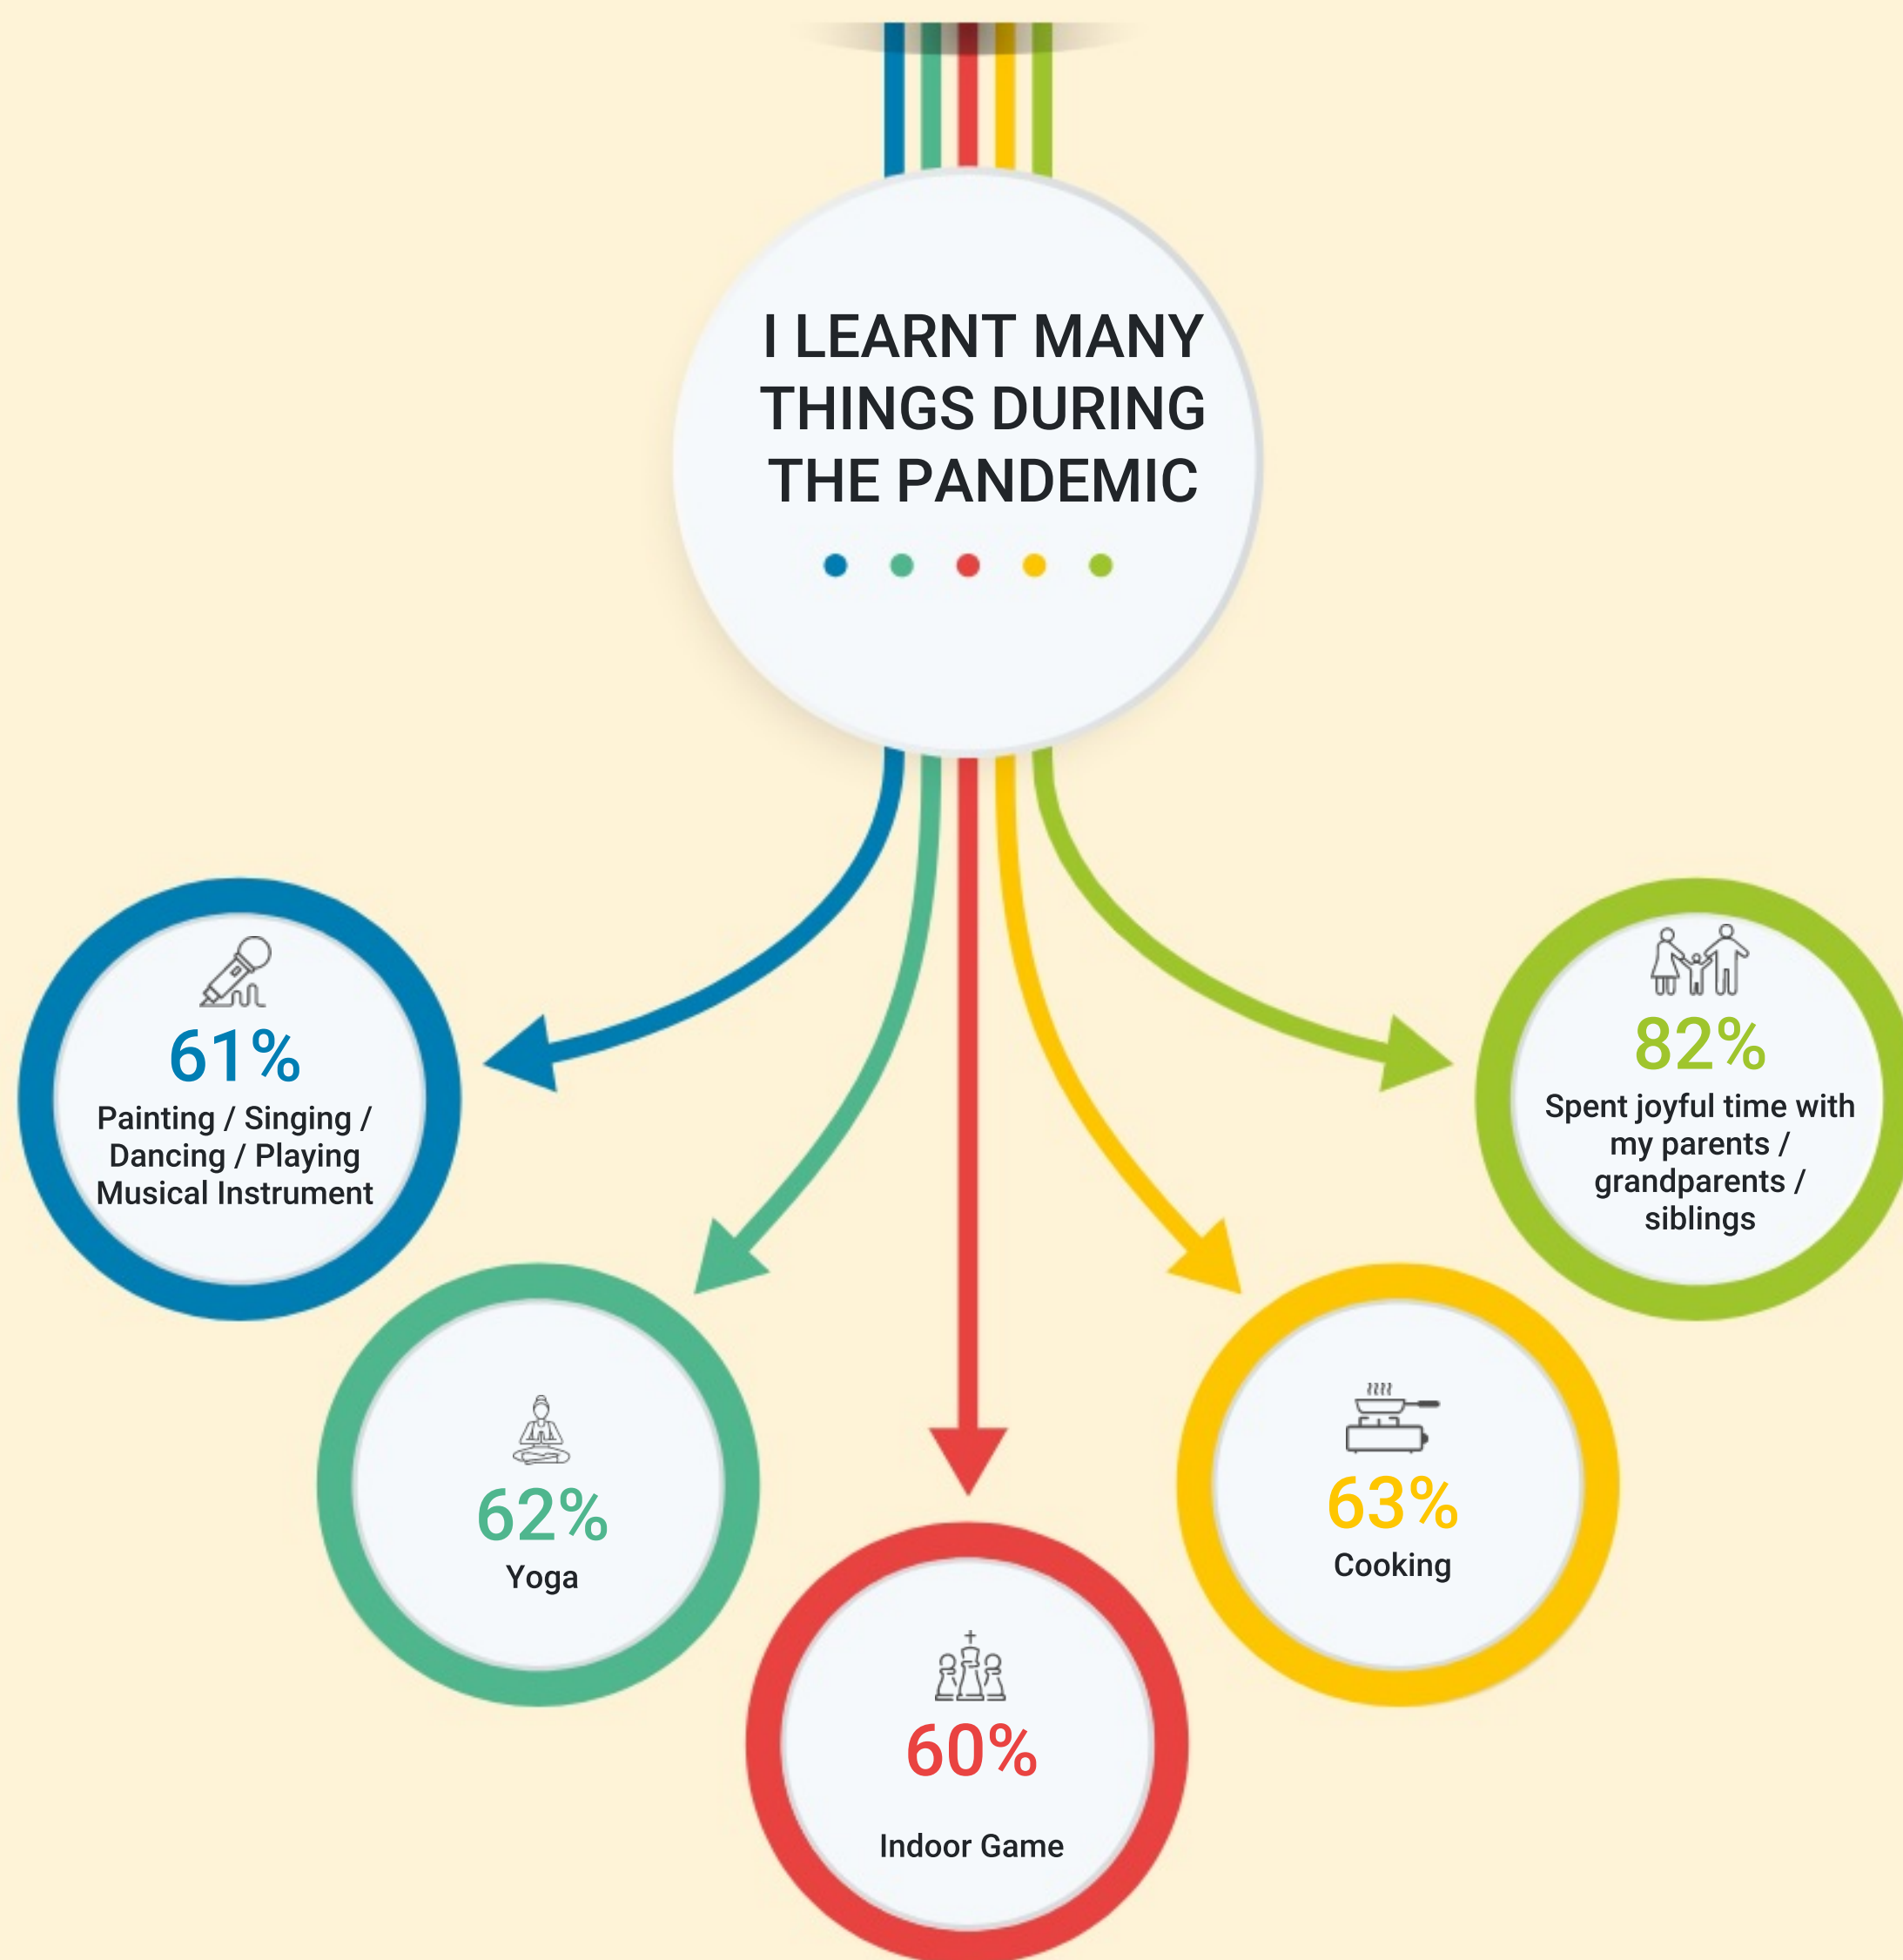 I LEARNT MANY
THINGS DURING
THE PANDEMIC
61%
Painting / Singing /
Dancing / Playing
Musical Instrument
62%
Yoga
60%
Indoor Game
63%
Cooking
82%
Spent joyful time with
my parents /
grandparents /
siblings